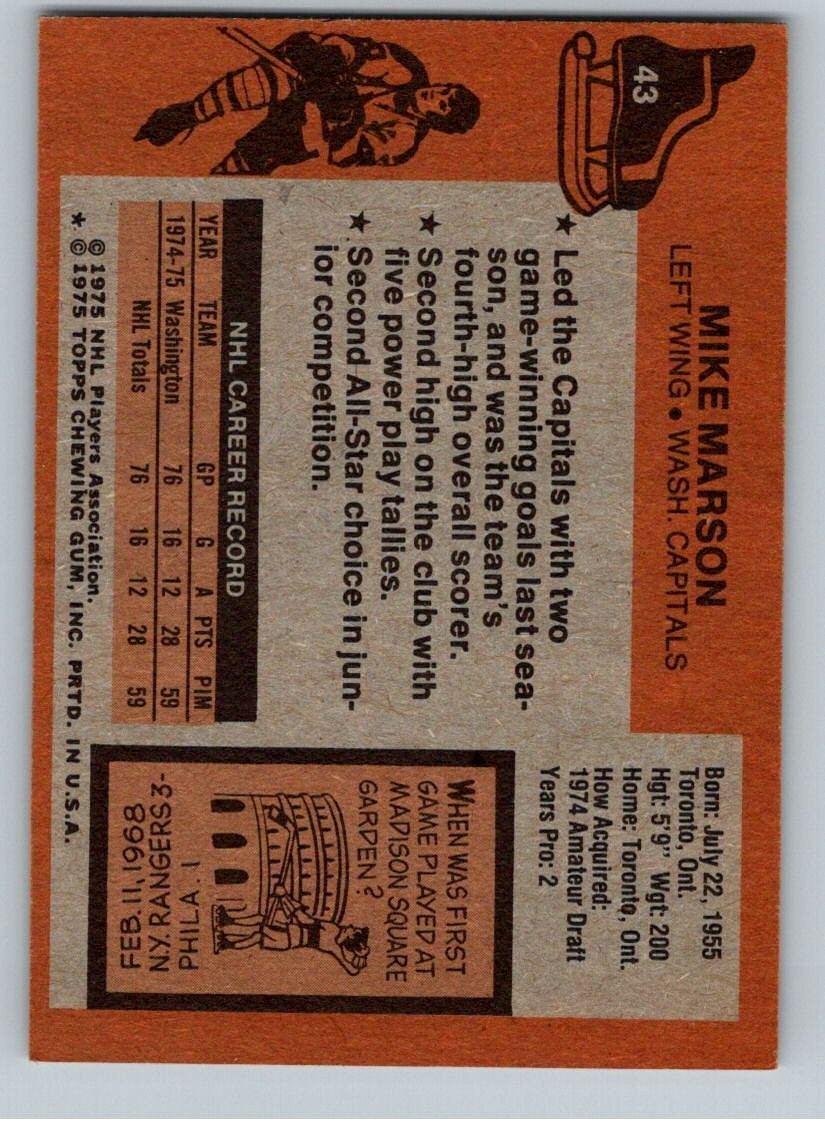 43
MIKE MARSON
LEFT WING • WASH. CAPITALS
Born: July 22, 1955
Toronto, Ont.
Hgt: 5'9" Wgt: 200
Home: Toronto, Ont.
How Acquired:
1974 Amateur Draft
Years Pro: 2
★ Led the Capitals with two
game-winning goals last sea-
son, and was the team's
fourth-high overall scorer.
★ Second high on the club with
five power play tallies.
★ Second All-Star choice in jun-
ior competition.
NHL CAREER RECORD
YEAR TEAM GP G A PTS PIM
1974-75 Washington 76 16 12 28 59
NHL Totals 76 16 12 28 59
© 1975 NHL Players Association.
* © 1975 TOPPS CHEWING GUM, INC. PRTD. IN U.S.A.
WHEN WAS FIRST
GAME PLAYED AT
MADISON SQUARE
GARDEN?
FEB. 11, 1968
N.Y. RANGERS 3-
PHILA. 1